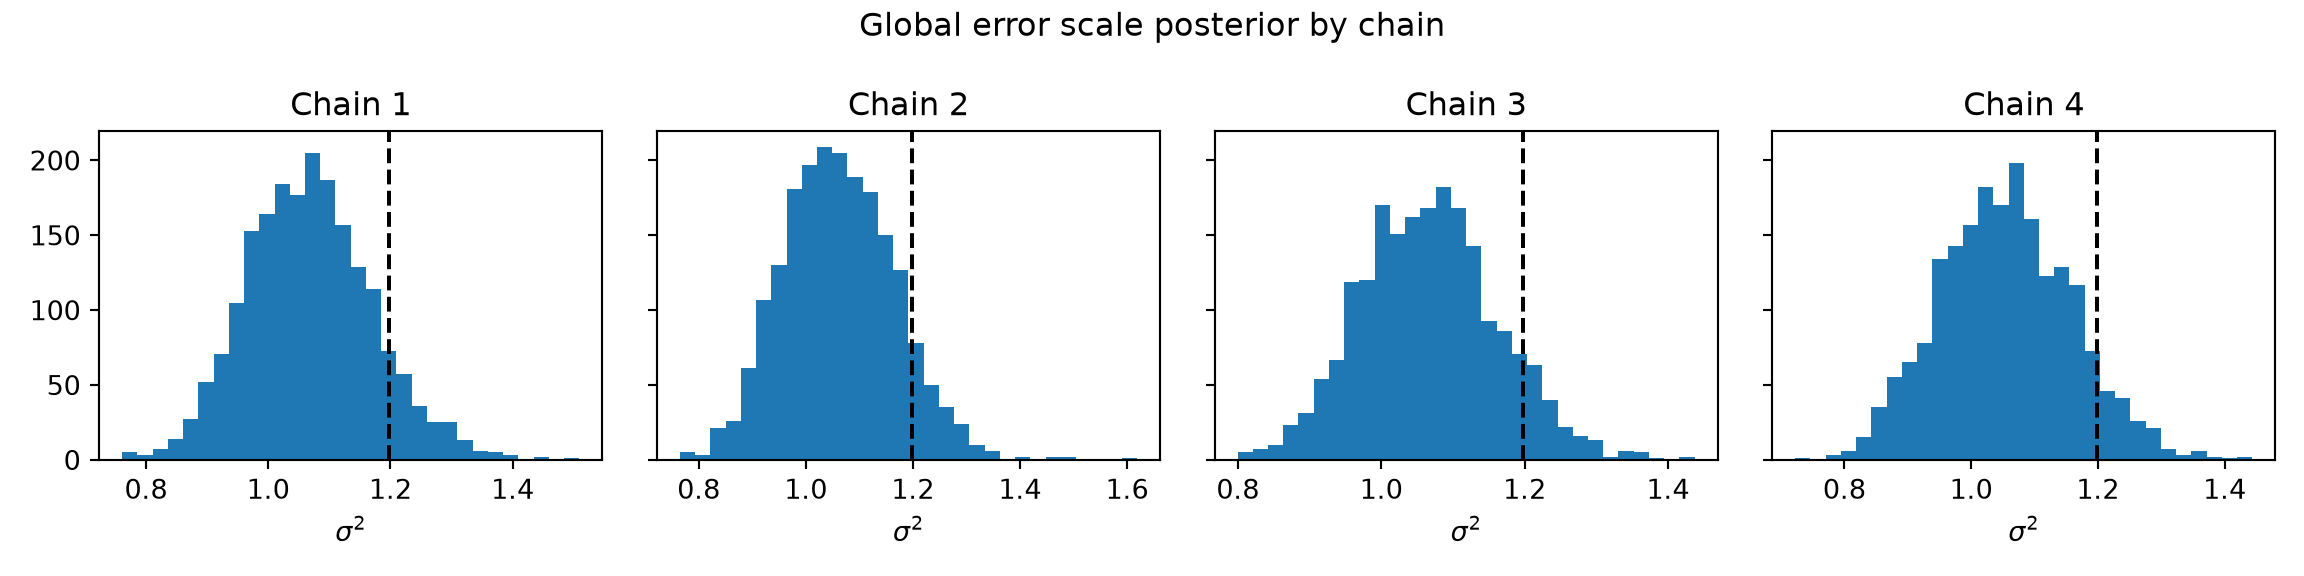 Global error scale posterior by chain
Chain 1
Chain 2
Chain 3
Chain 4
200
150
100
50
0
0.8 1.0 1.2 1.4
0.8 1.0 1.2 1.4 1.6
0.8 1.0 1.2 1.4
0.8 1.0 1.2 1.4
σ²
σ²
σ²
σ²